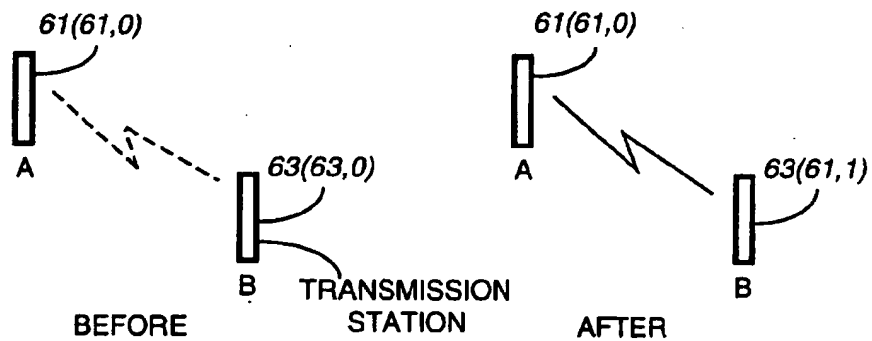 61(61,0)
A
63(63,0)
B
TRANSMISSION
STATION
BEFORE
61(61,0)
A
63(61,1)
B
AFTER